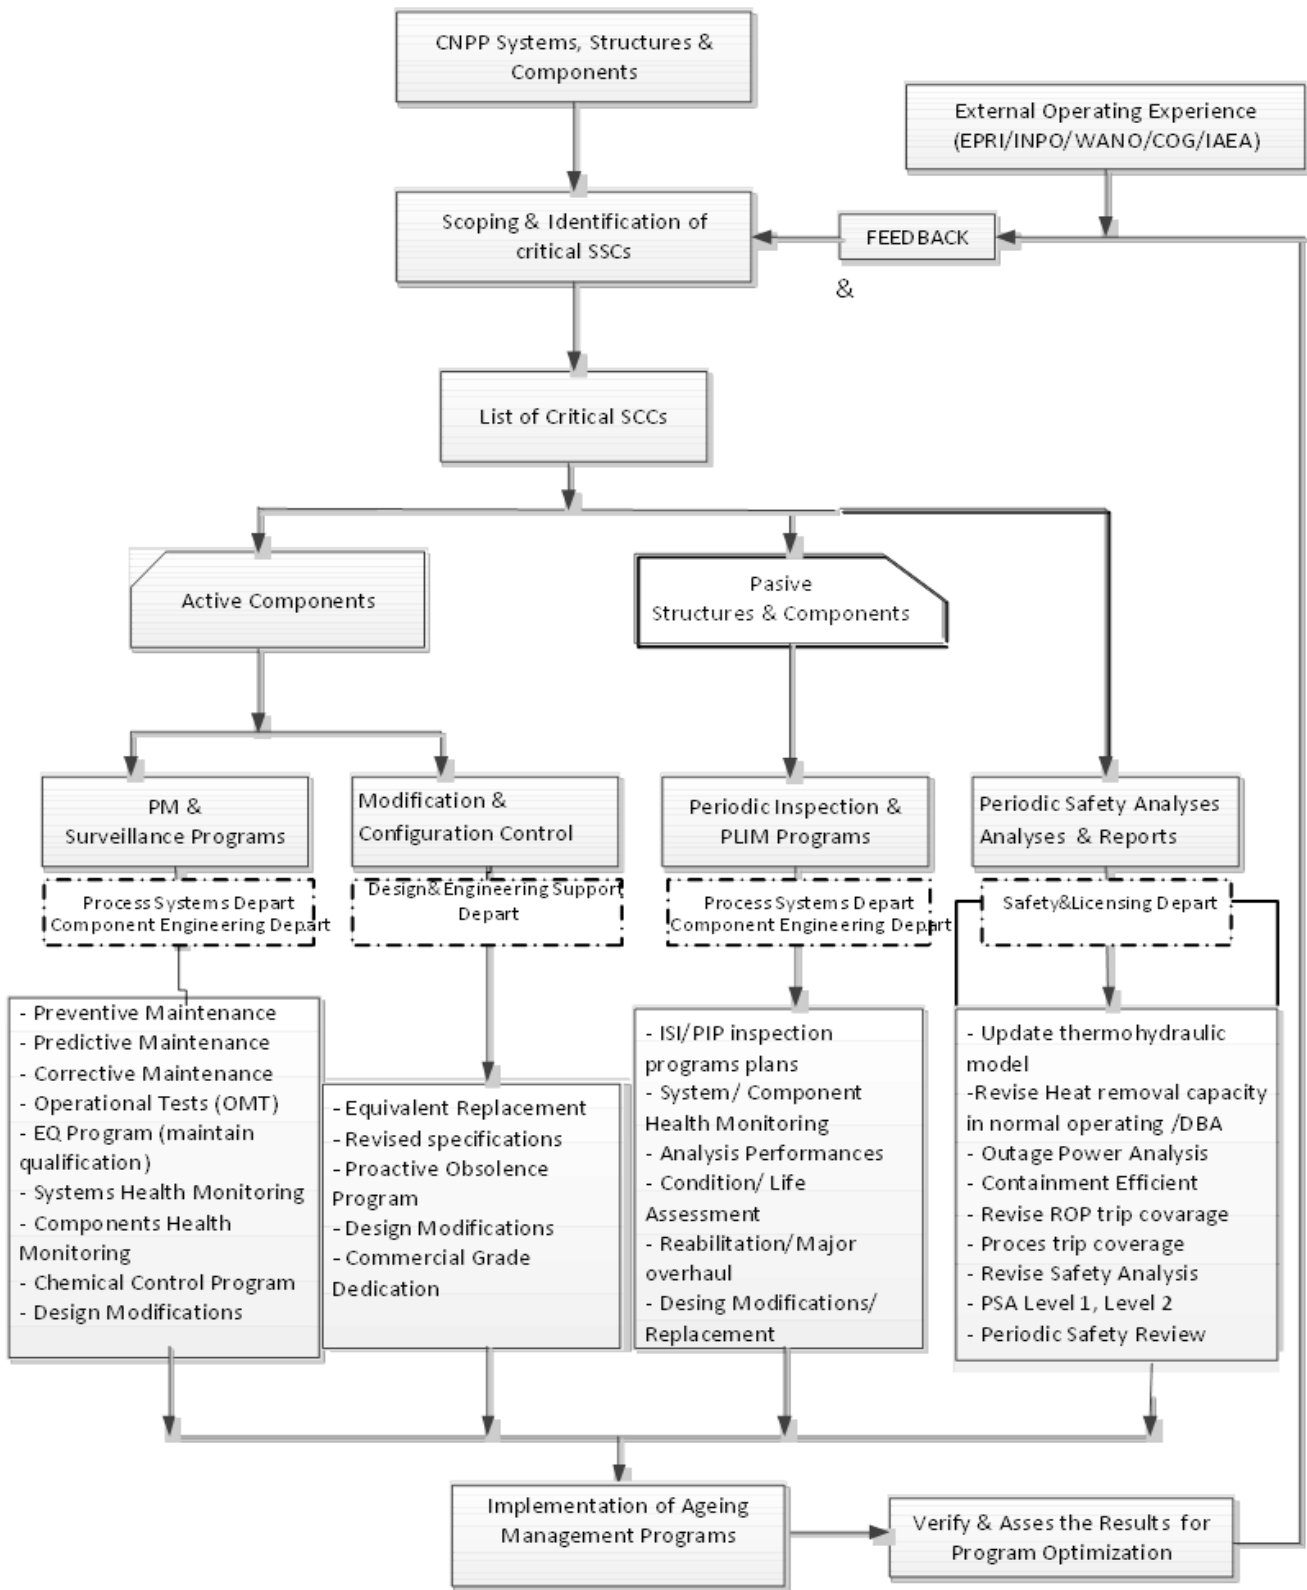 CNPP Systems, Structures &
Components
External Operating Experience
(EPRI/INPO/WANO/COG/IAEA)
Scoping & Identification of
critical SSCs
FEEDBACK
&
List of Critical SCCs
Active Components
Pasive
Structures & Components
PM &
Surveillance Programs
Modification &
Configuration Control
Periodic Inspection &
PLIM Programs
Periodic Safety Analyses
Analyses & Reports
Process Systems Depart
Component Engineering Depart
Design&Engineering Support
Depart
Process Systems Depart
Component Engineering Depart
Safety&Licensing Depart
- Preventive Maintenance
- Predictive Maintenance
- Corrective Maintenance
- Operational Tests (OMT)
- EQ Program (maintain
qualification)
- Systems Health Monitoring
- Components Health
Monitoring
- Chemical Control Program
- Design Modifications
- Equivalent Replacement
- Revised specifications
- Proactive Obsolence
Program
- Design Modifications
- Commercial Grade
Dedication
- ISI/PIP inspection
programs plans
- System/ Component
Health Monitoring
- Analysis Performances
- Condition/ Life
Assessment
- Reabilitation/Major
overhaul
- Desing Modifications/
Replacement
- Update thermohydraulic
model
-Revise Heat removal capacity
in normal operating /DBA
- Outage Power Analysis
- Containment Efficient
- Revise ROP trip covarage
- Proces trip coverage
- Revise Safety Analysis
- PSA Level 1, Level 2
- Periodic Safety Review
Implementation of Ageing
Management Programs
Verify & Asses the Results for
Program Optimization